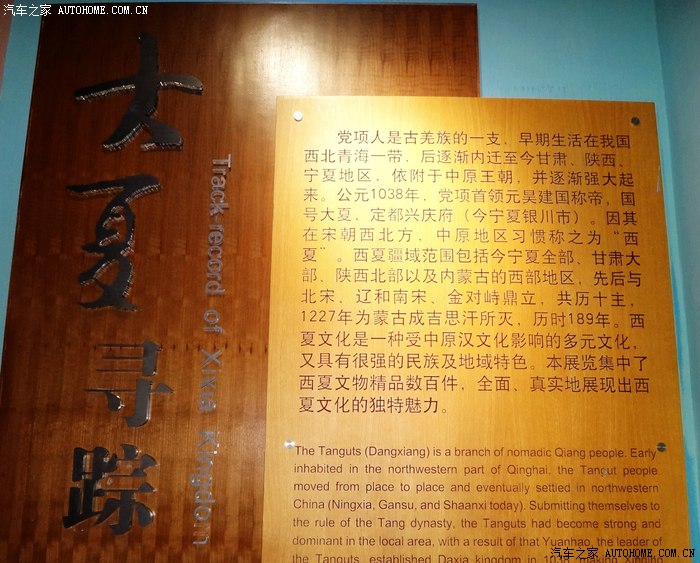 汽车之家 AUTOHOME.COM.CN
汽车之家 AUTOHOME.COM.CN
大夏寻踪
Track record of Xixia Kingdom
党项人是古羌族的一支，早期生活在我国
西北青海一带，后逐渐内迁至今甘肃、陕西、
宁夏地区，依附于中原王朝，并逐渐强大起
来。公元1038年，党项首领元昊建国称帝，国
号大夏，定都兴庆府（今宁夏银川市）。因其
在宋朝西北方，中原地区习惯称之为“西
夏”。西夏疆域范围包括今宁夏全部、甘肃大
部、陕西北部以及内蒙古的西部地区，先后与
北宋、辽和南宋、金对峙鼎立，共历十主，
1227年为蒙古成吉思汗所灭，历时189年。西
夏文化是一种受中原汉文化影响的多元文化，
又具有很强的民族及地域特色。本展览集中了
西夏文物精品数百件，全面、真实地展现出西
夏文化的独特魅力。
The Tanguts (Dangxiang) is a branch of nomadic Qiang people. Early
inhabited in the northwestern part of Qinghai, the Tangut people
moved from place to place and eventually settled in northwestern
China (Ningxia, Gansu, and Shaanxi today). Submitting themselves to
the rule of the Tang dynasty, the Tanguts had become strong and
dominant in the local area, with a result of that Yuanhao, the leader of
the Tanguts, established Daxia kingdom in 1038, making Xingqing
汽车之家 AUTOHOME.COM.CN